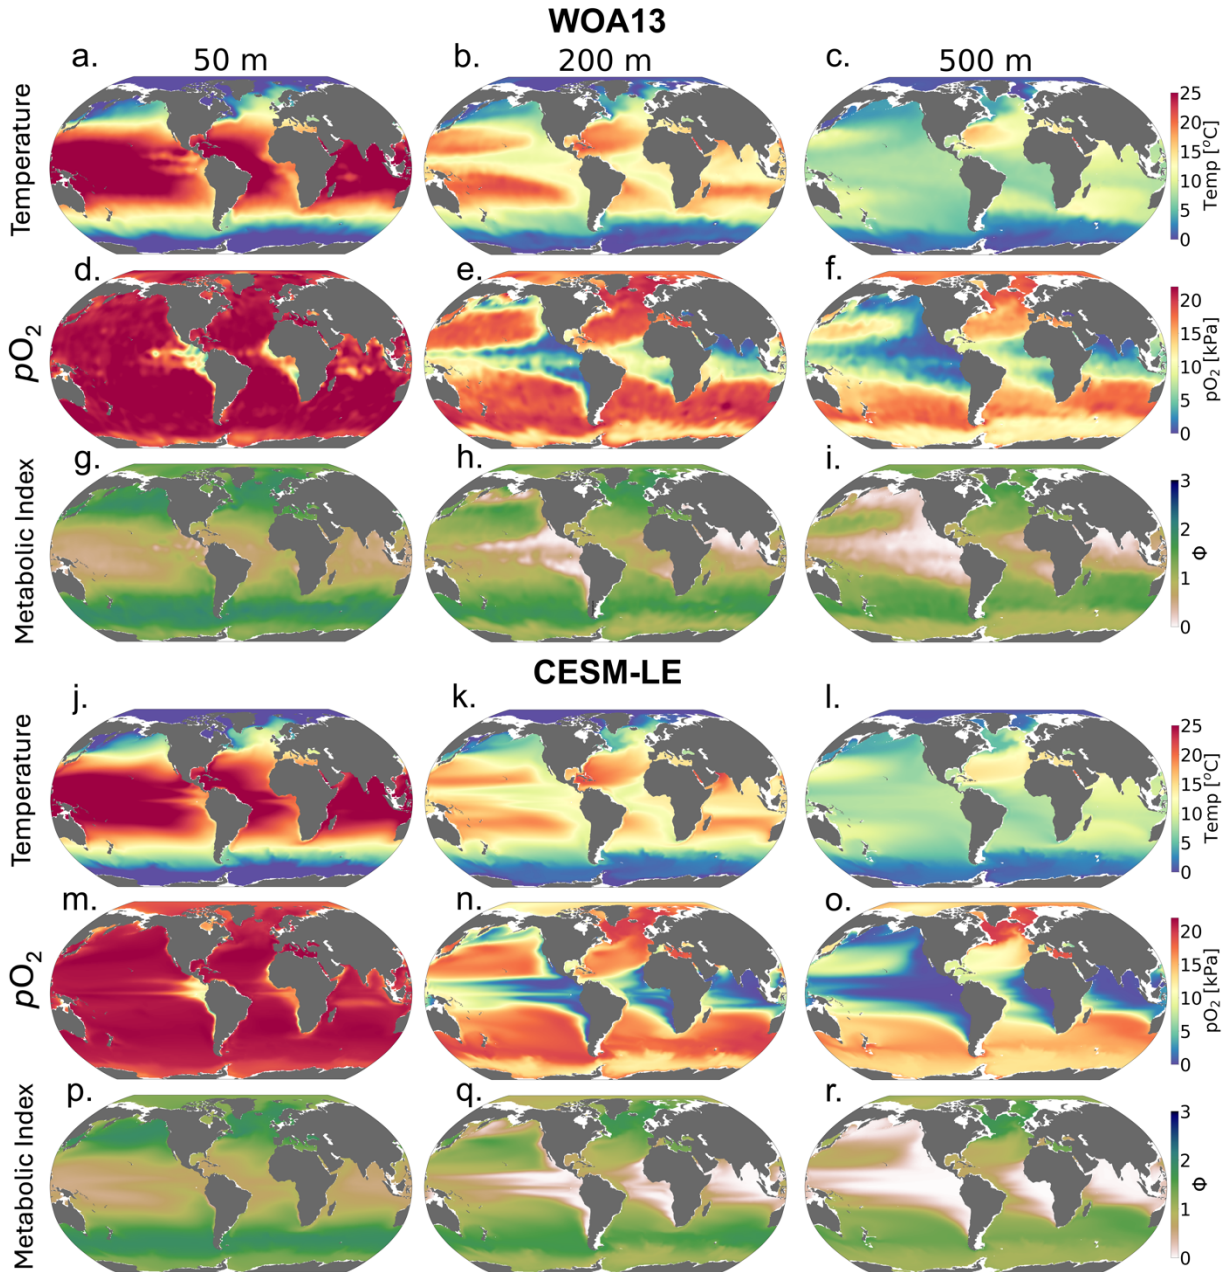 WOA13
a. 50 m b. 200 m c. 500 m
Temperature
25
20
15
10
5
0
Temp [°C]
d. e. f.
pO2
20
15
10
5
0
pO2 [kPa]
g. h. i.
Metabolic Index
3
2
1
0
Φ
CESM-LE
j. k. l.
Temperature
25
20
15
10
5
0
Temp [°C]
m. n. o.
pO2
20
15
10
5
0
pO2 [kPa]
p. q. r.
Metabolic Index
3
2
1
0
Φ